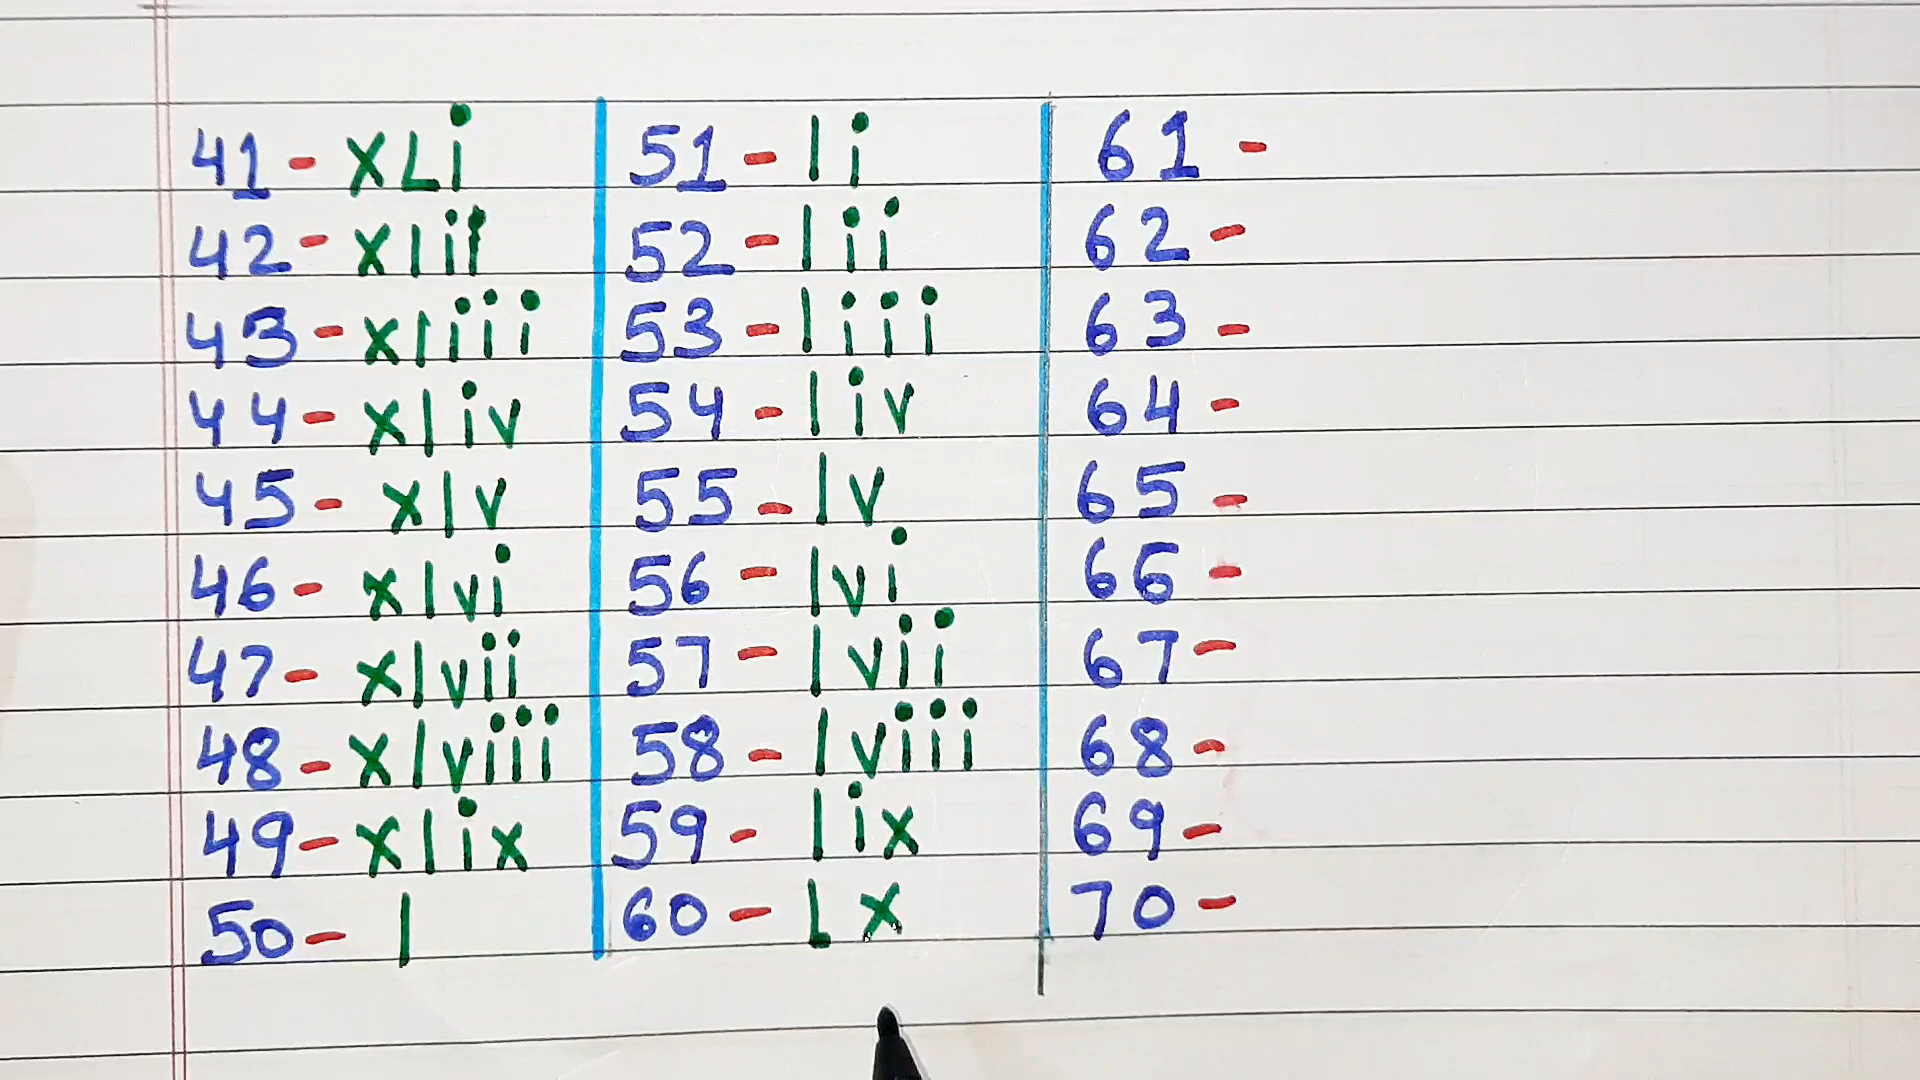 41 - xLi
42 - xlii
43 - xliii
44 - xliv
45 - xlv
46 - xlvi
47 - xlvii
48 - xlviii
49 - xlix
50 - l
51 - li
52 - lii
53 - liii
54 - liv
55 - lv
56 - lvi
57 - lvii
58 - lviii
59 - lix
60 - Lx
61 -
62 -
63 -
64 -
65 -
66 -
67 -
68 -
69 -
70 -